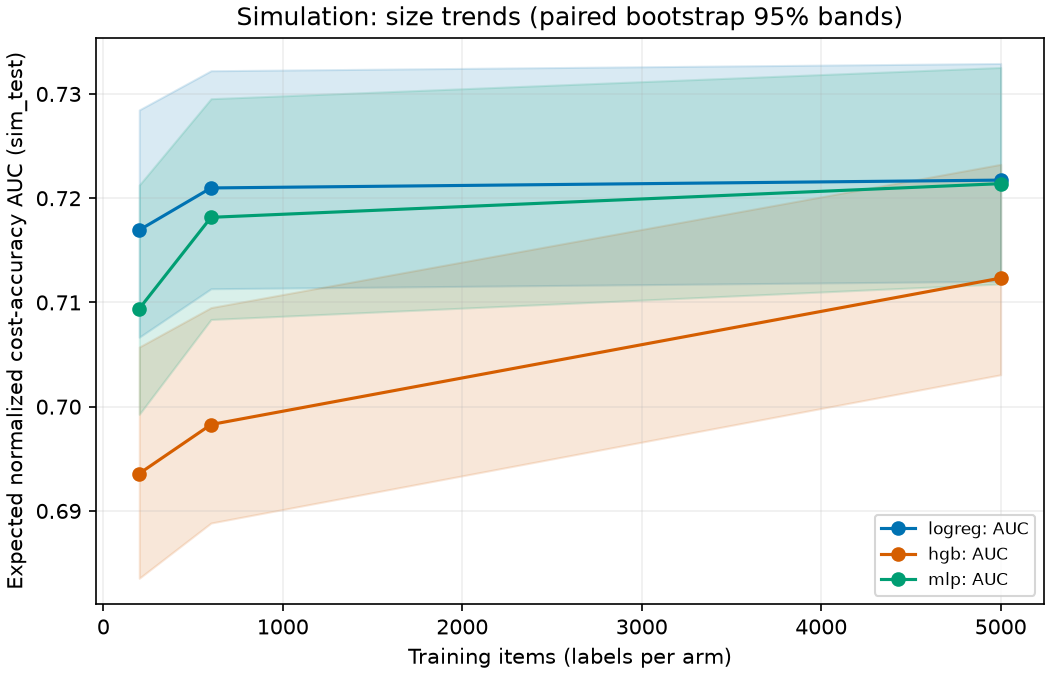 Simulation: size trends (paired bootstrap 95% bands)
Expected normalized cost-accuracy AUC (sim_test)
0.73
0.72
0.71
0.70
0.69
0 1000 2000 3000 4000 5000
Training items (labels per arm)
logreg: AUC
hgb: AUC
mlp: AUC